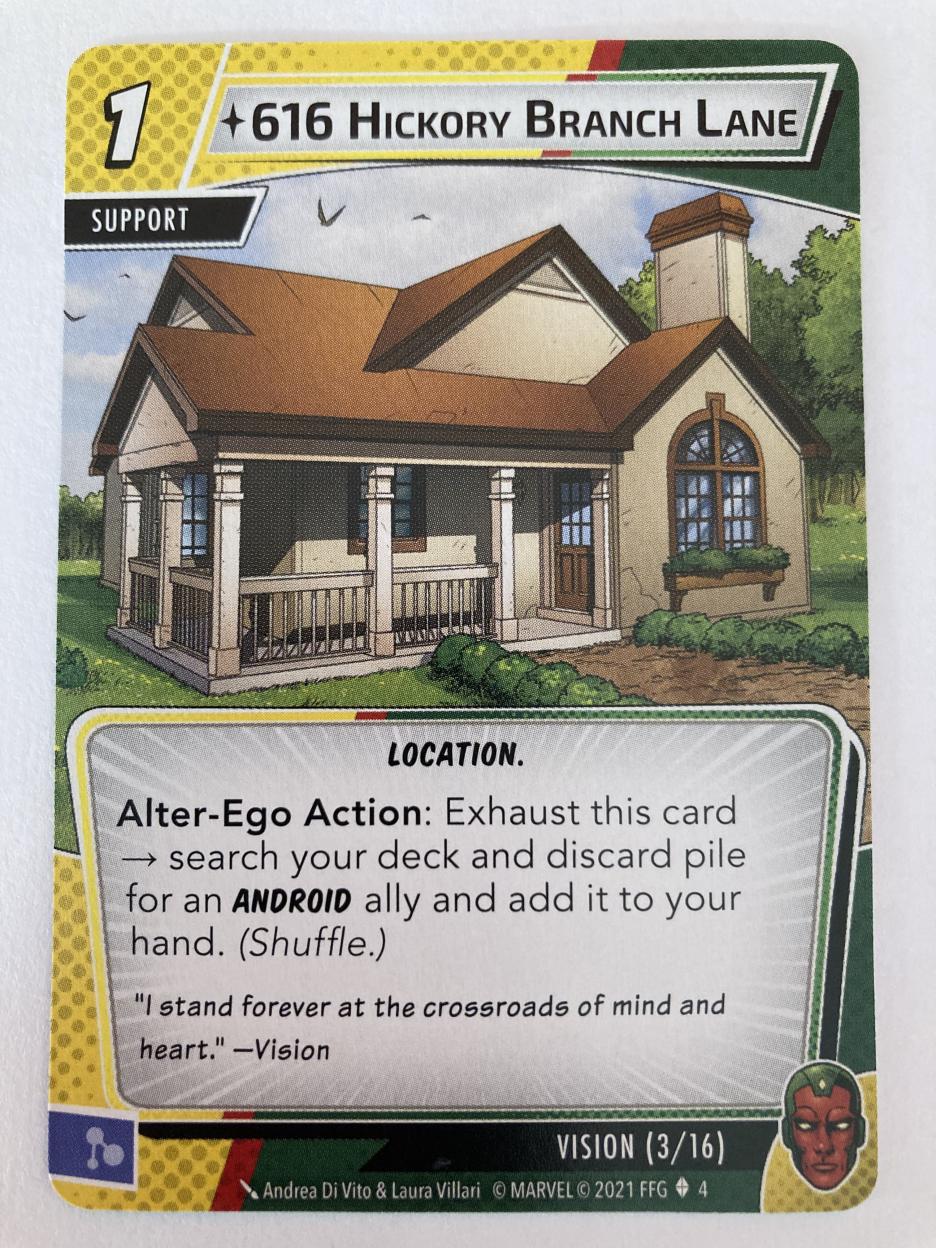 1
616 HICKORY BRANCH LANE
SUPPORT
LOCATION.
Alter-Ego Action: Exhaust this card
→ search your deck and discard pile
for an ANDROID ally and add it to your
hand. (Shuffle.)
"I stand forever at the crossroads of mind and
heart." —Vision
VISION (3/16)
Andrea Di Vito & Laura Villari © MARVEL © 2021 FFG 4